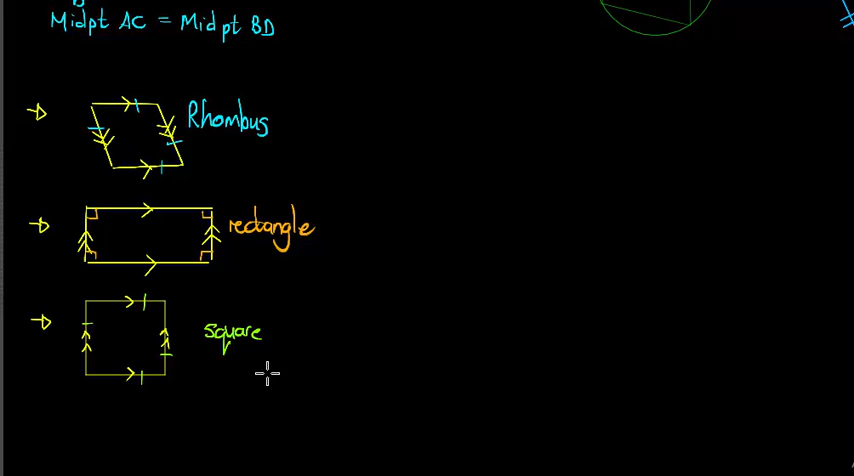 Midpt AC = Midpt BD
Rhombus
rectangle
square